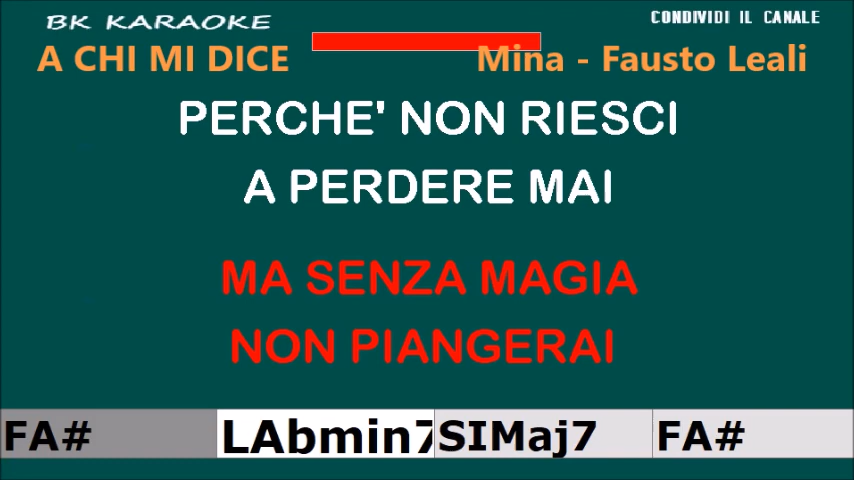 BK KARAOKE
CONDIVIDI IL CANALE
A CHI MI DICE
Mina - Fausto Leali
PERCHE' NON RIESCI
A PERDERE MAI
MA SENZA MAGIA
NON PIANGERAI
FA# LAbmin7 SIMaj7 FA#